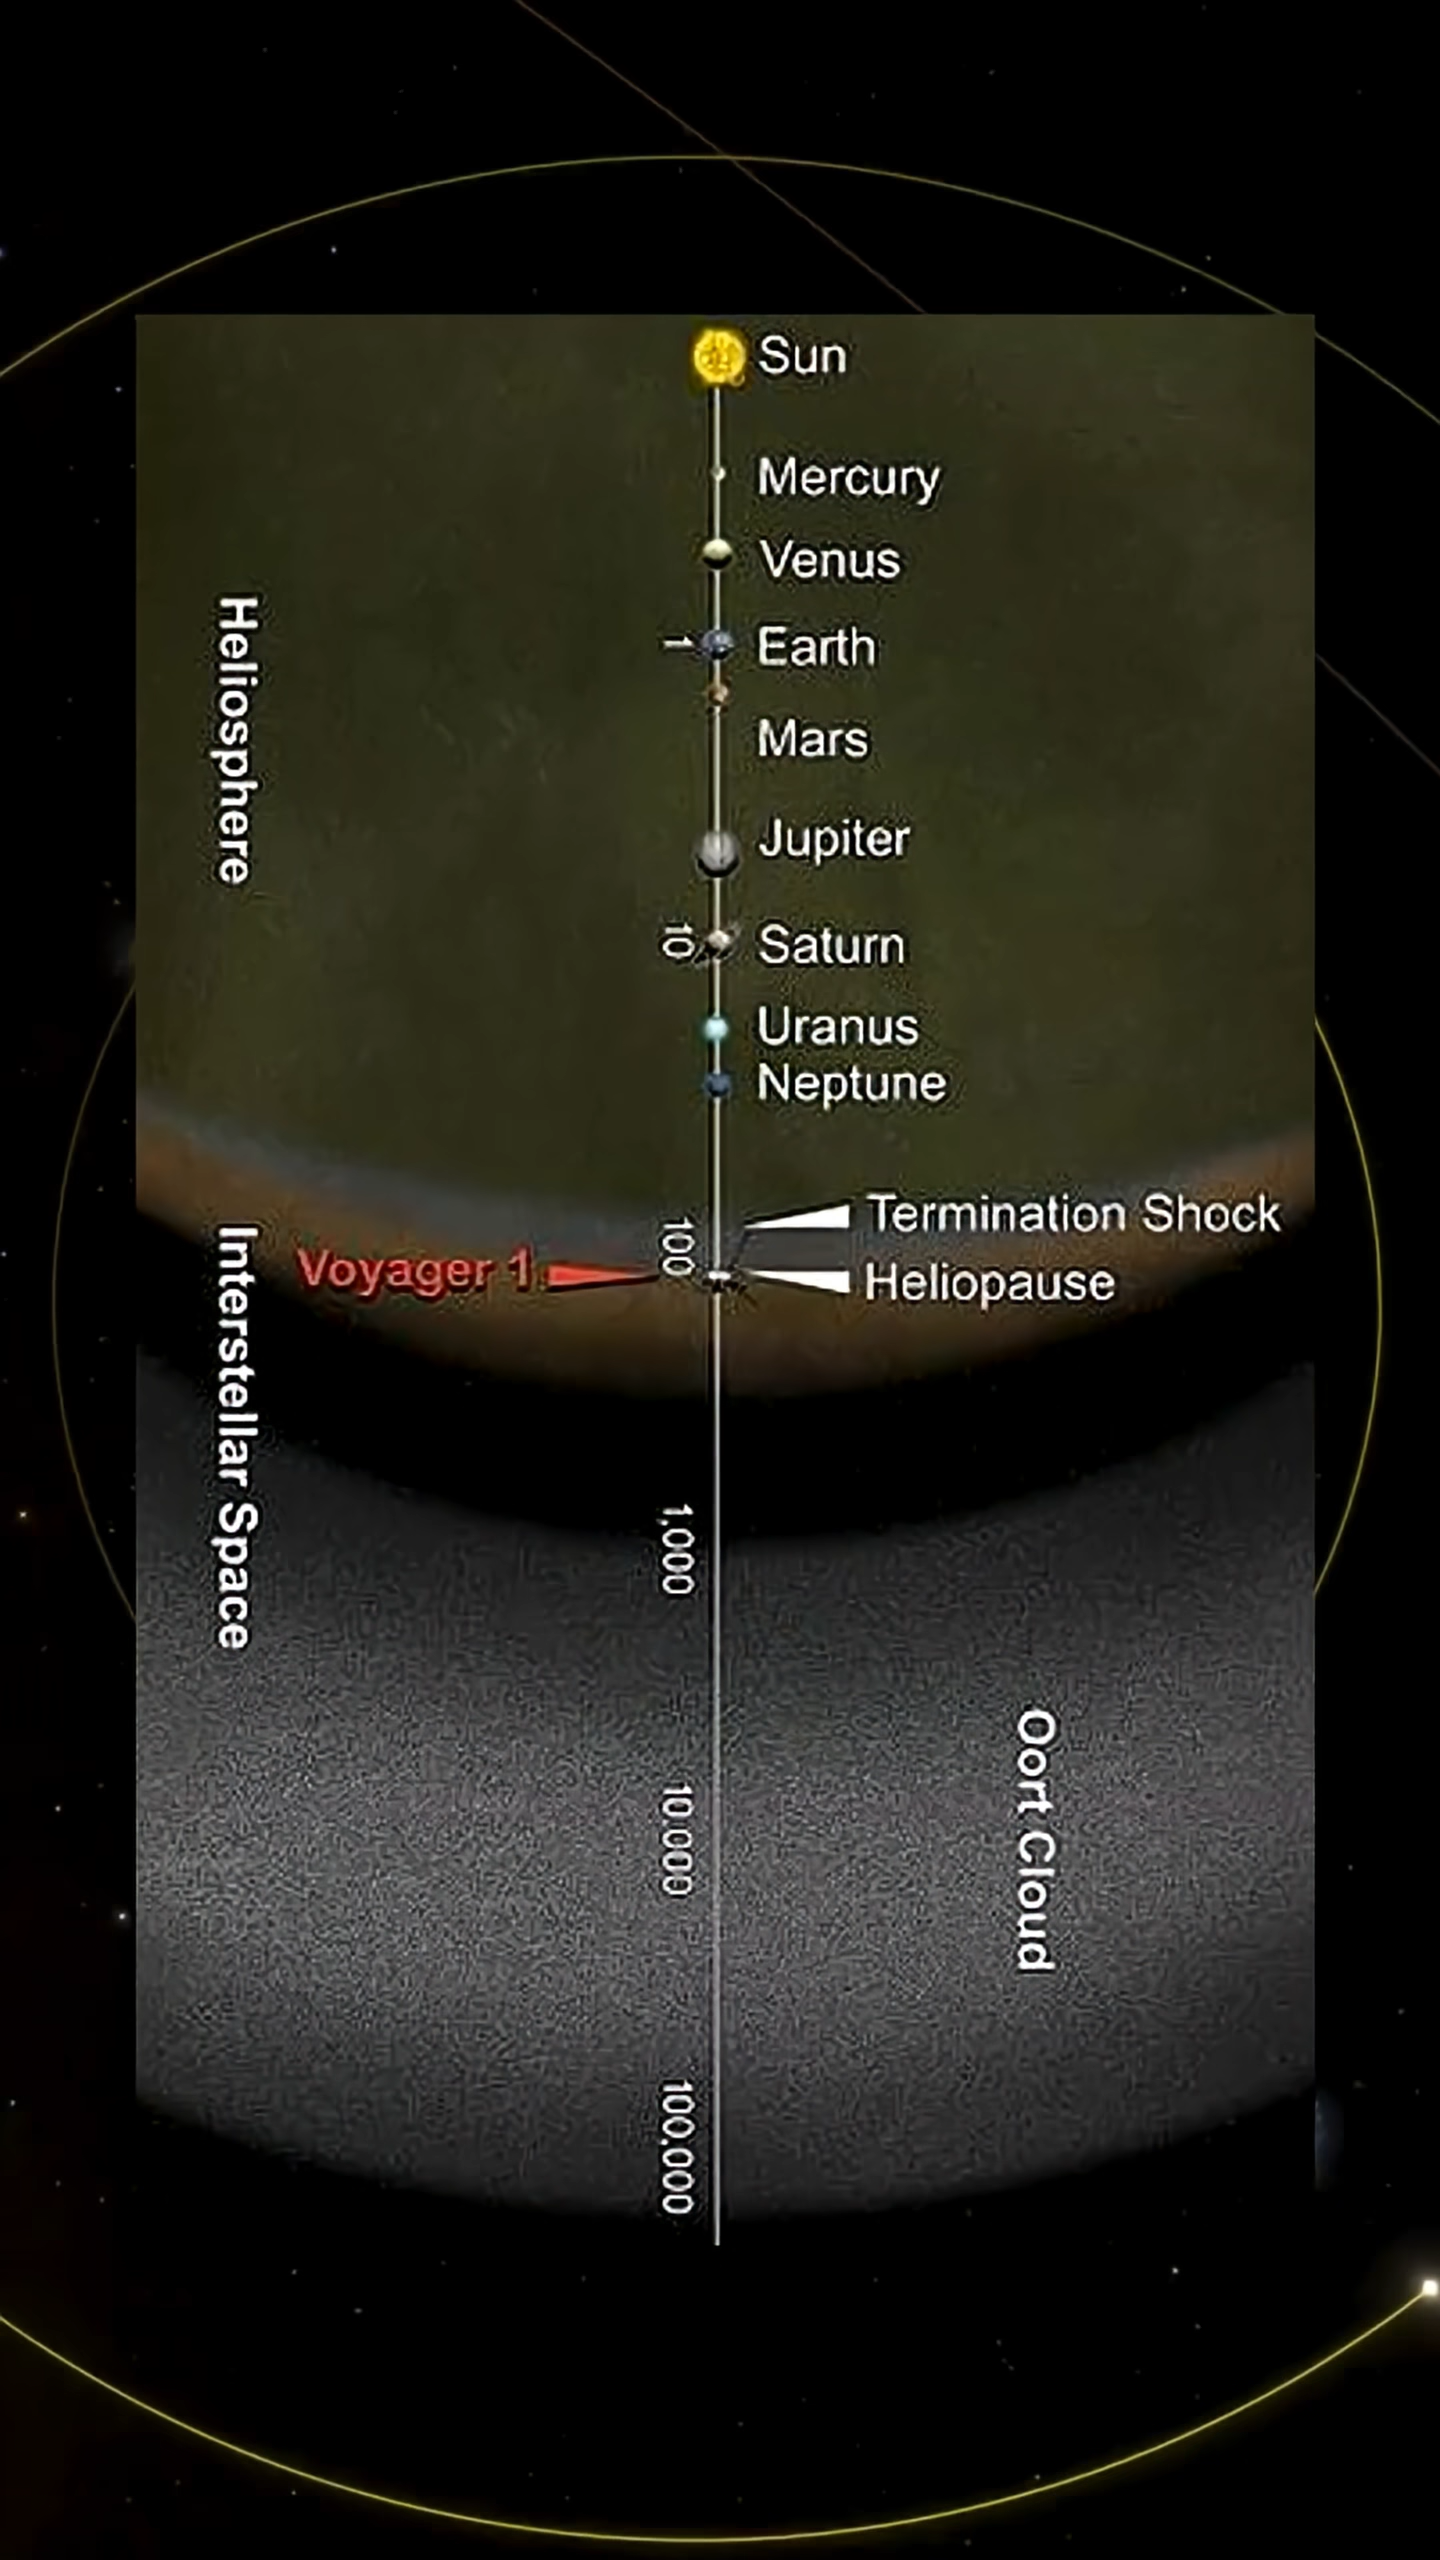 Sun
Mercury
Venus
1
Earth
Mars
Jupiter
10
Saturn
Uranus
Neptune
Heliosphere
Termination Shock
100
Voyager 1
Heliopause
Interstellar Space
1,000
10,000
Oort Cloud
100,000